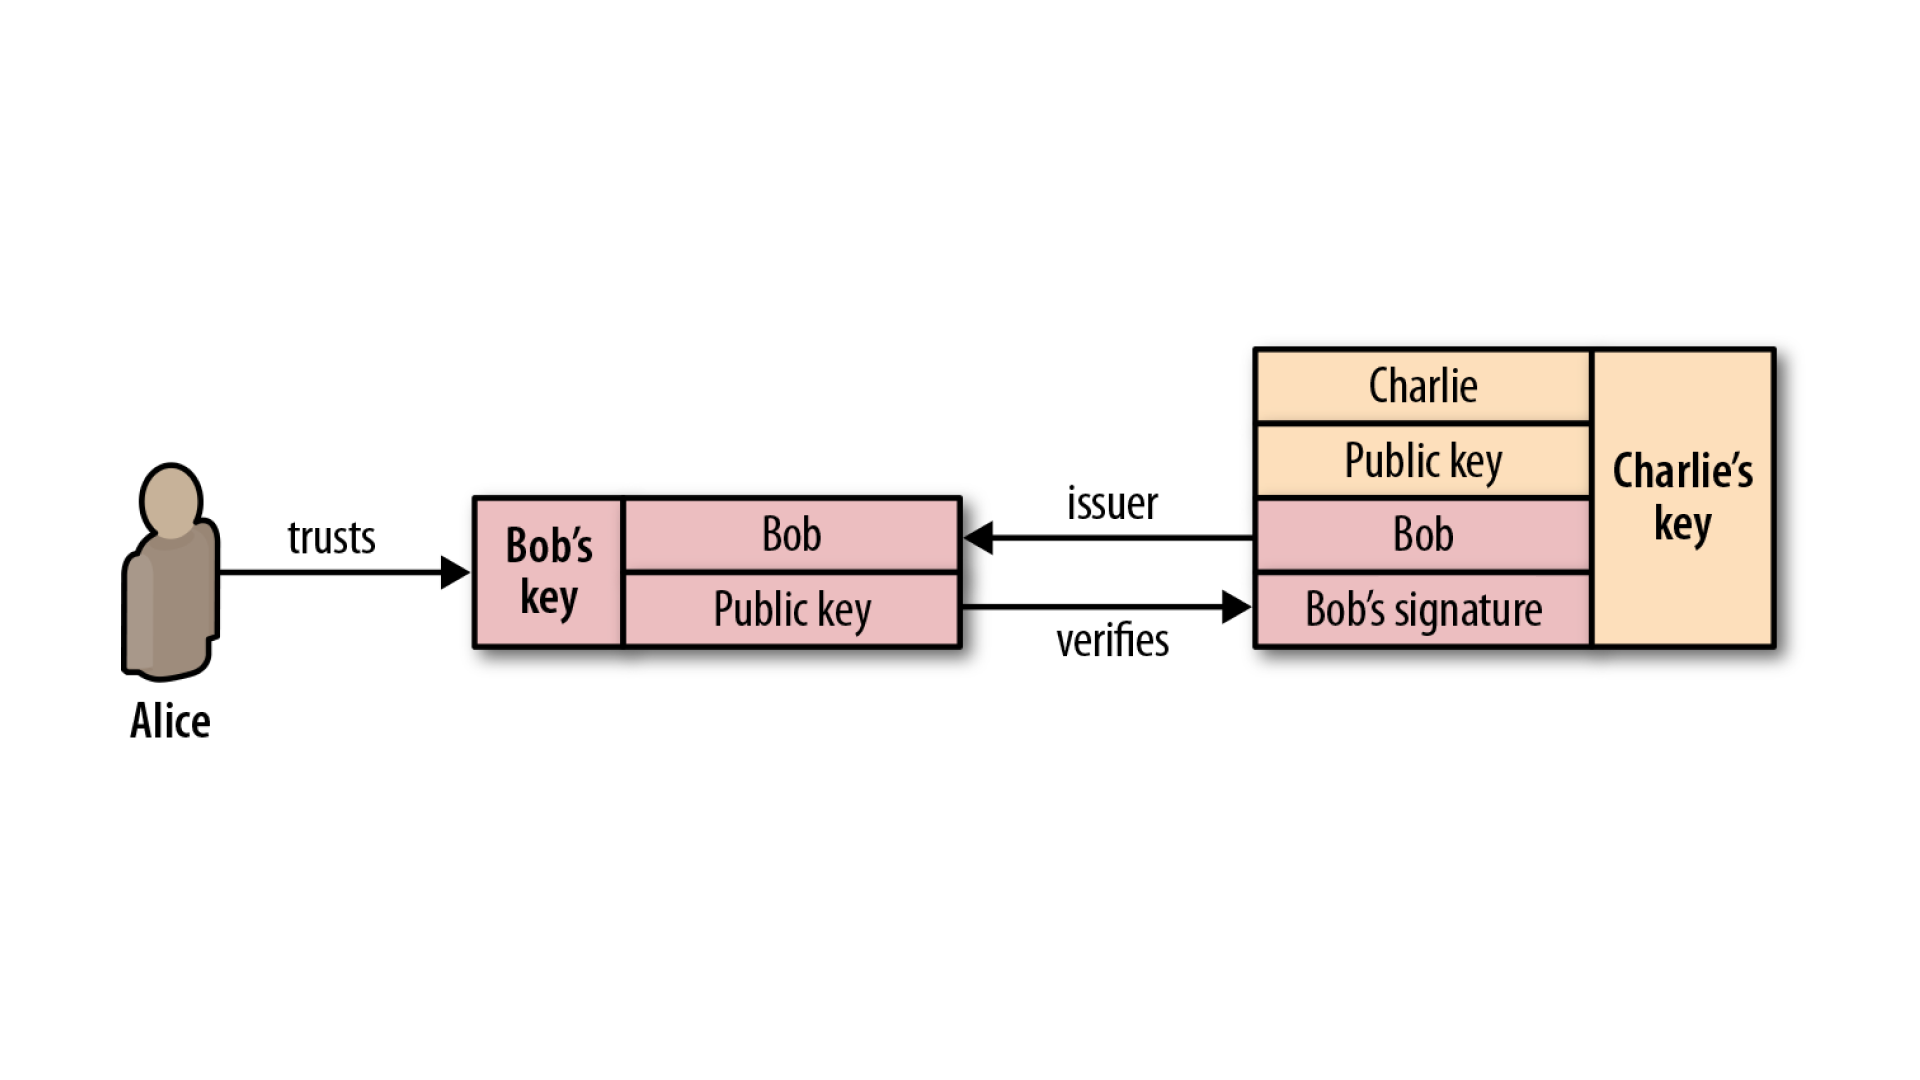 Alice
trusts
Bob’s
key
Bob
Public key
issuer
verifies
Charlie
Public key
Bob
Bob’s signature
Charlie’s
key